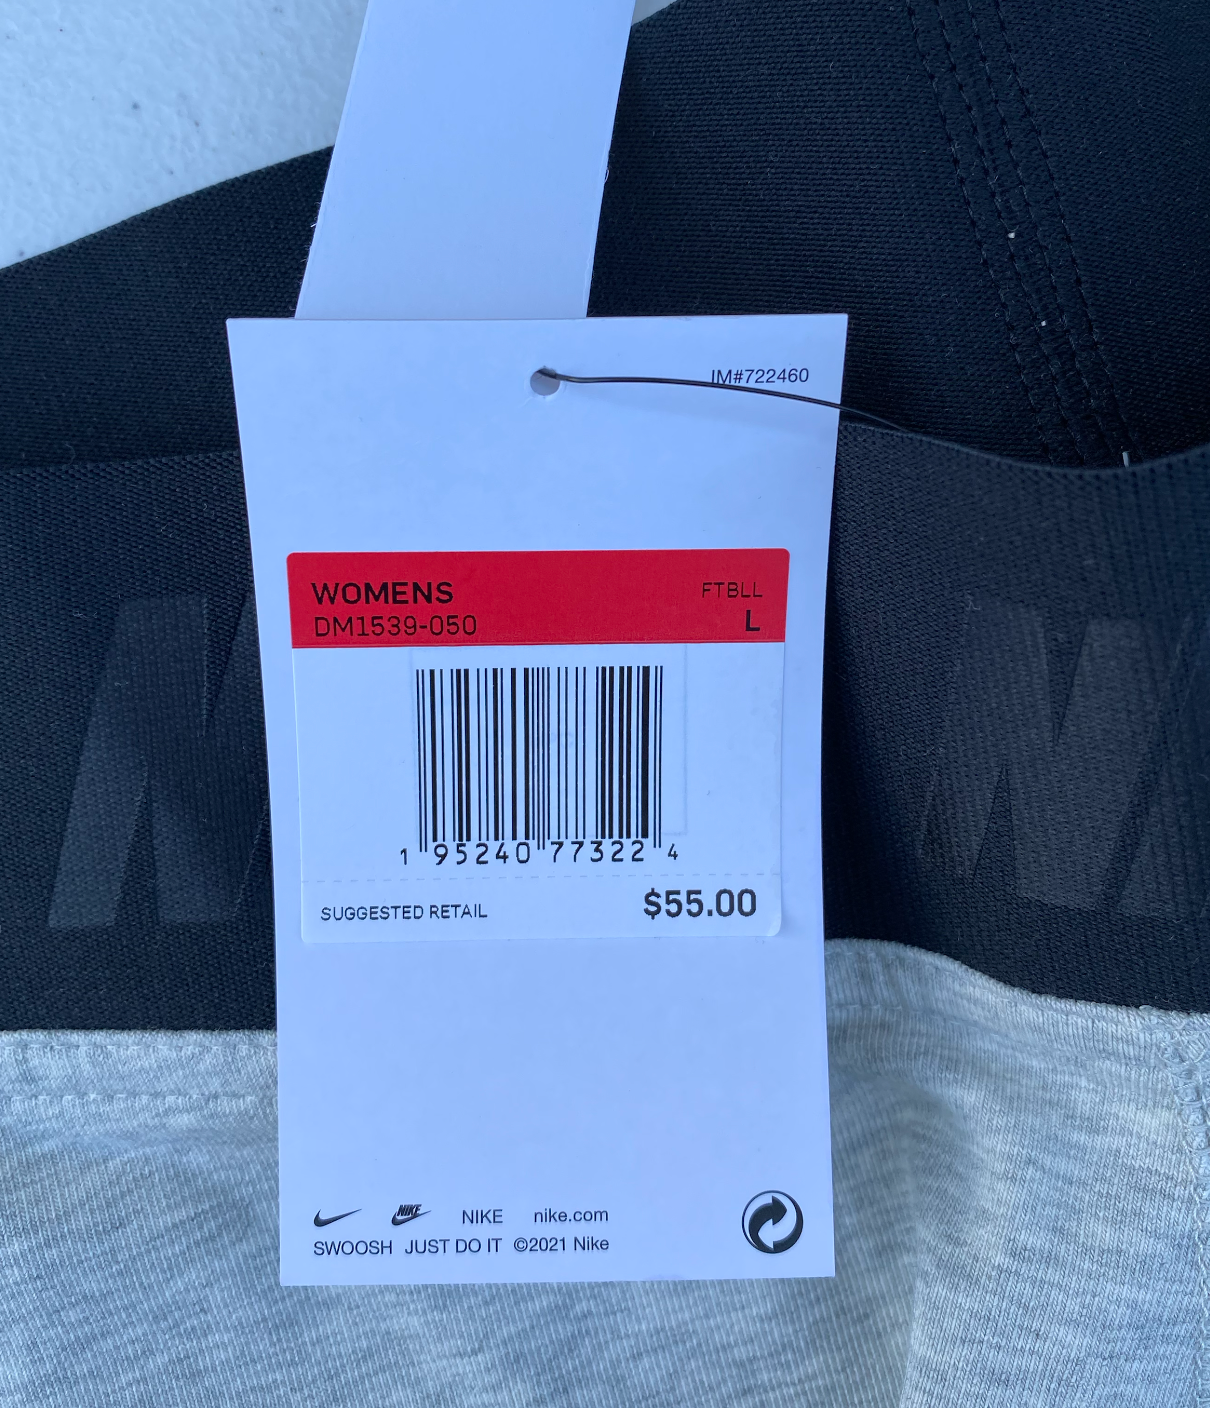 IM#722460
WOMENS FTBLL
DM1539-050 L
1 95240 77322 4
SUGGESTED RETAIL $55.00
NIKE NIKE nike.com
SWOOSH JUST DO IT ©2021 Nike